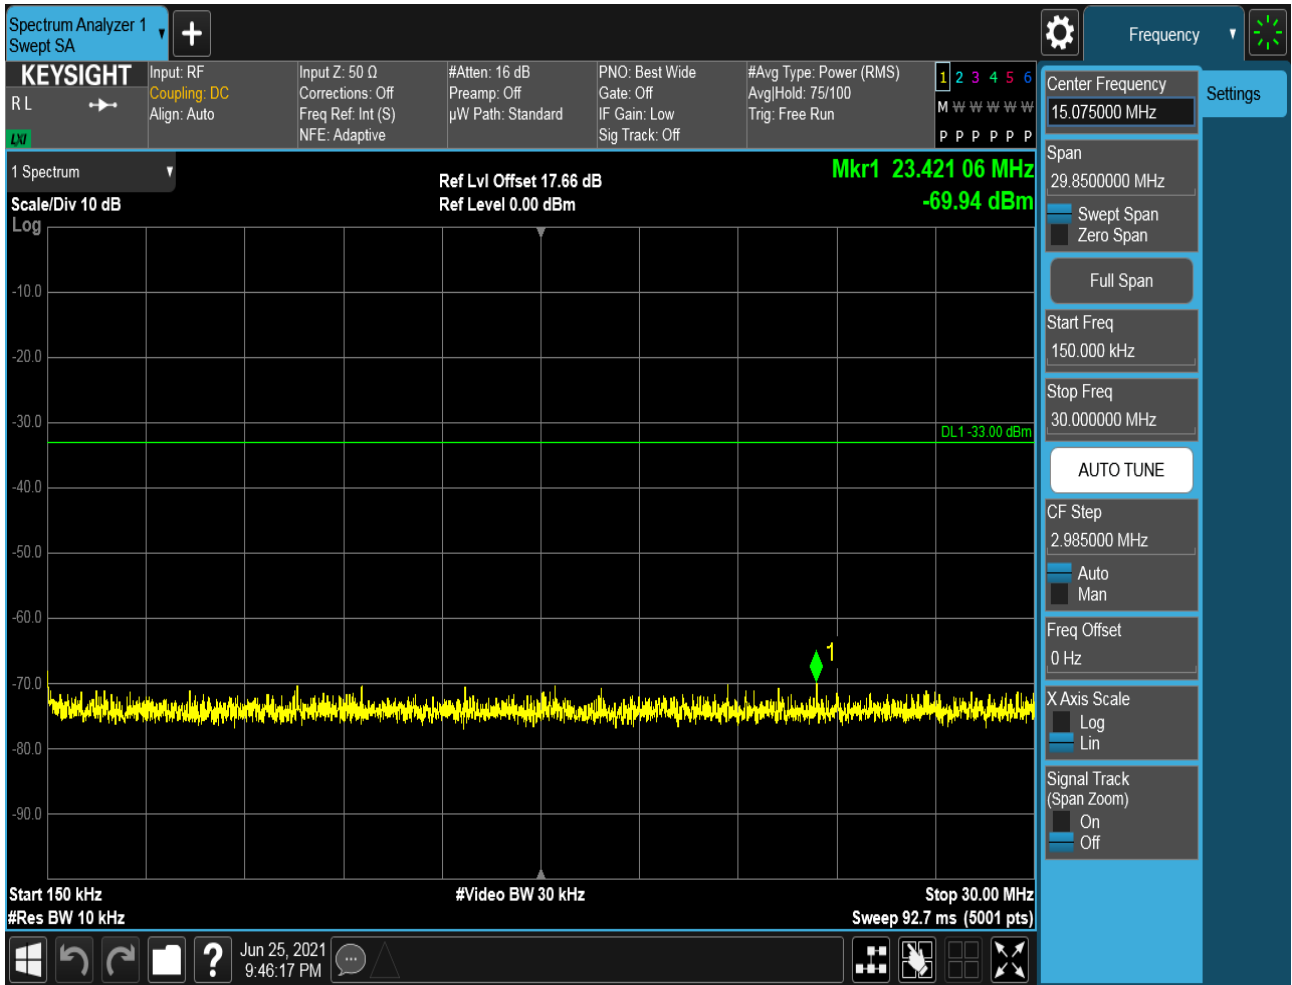 Spectrum Analyzer 1
Swept SA
Frequency
KEYSIGHT
R L
LXI
Input: RF
Coupling: DC
Align: Auto
Input Z: 50 Ω
Corrections: Off
Freq Ref: Int (S)
NFE: Adaptive
#Atten: 16 dB
Preamp: Off
µW Path: Standard
PNO: Best Wide
Gate: Off
IF Gain: Low
Sig Track: Off
#Avg Type: Power (RMS)
Avg|Hold: 75/100
Trig: Free Run
1 2 3 4 5 6
M W W W W W
P P P P P P
1 Spectrum
Scale/Div 10 dB
Log
Ref Lvl Offset 17.66 dB
Ref Level 0.00 dBm
Mkr1 23.421 06 MHz
-69.94 dBm
-10.0
-20.0
-30.0
DL1 -33.00 dBm
-40.0
-50.0
-60.0
1
-70.0
-80.0
-90.0
Start 150 kHz
#Video BW 30 kHz
Stop 30.00 MHz
#Res BW 10 kHz
Sweep 92.7 ms (5001 pts)
Jun 25, 2021
9:46:17 PM
Center Frequency
15.075000 MHz
Settings
Span
29.8500000 MHz
Swept Span
Zero Span
Full Span
Start Freq
150.000 kHz
Stop Freq
30.000000 MHz
AUTO TUNE
CF Step
2.985000 MHz
Auto
Man
Freq Offset
0 Hz
X Axis Scale
Log
Lin
Signal Track
(Span Zoom)
On
Off